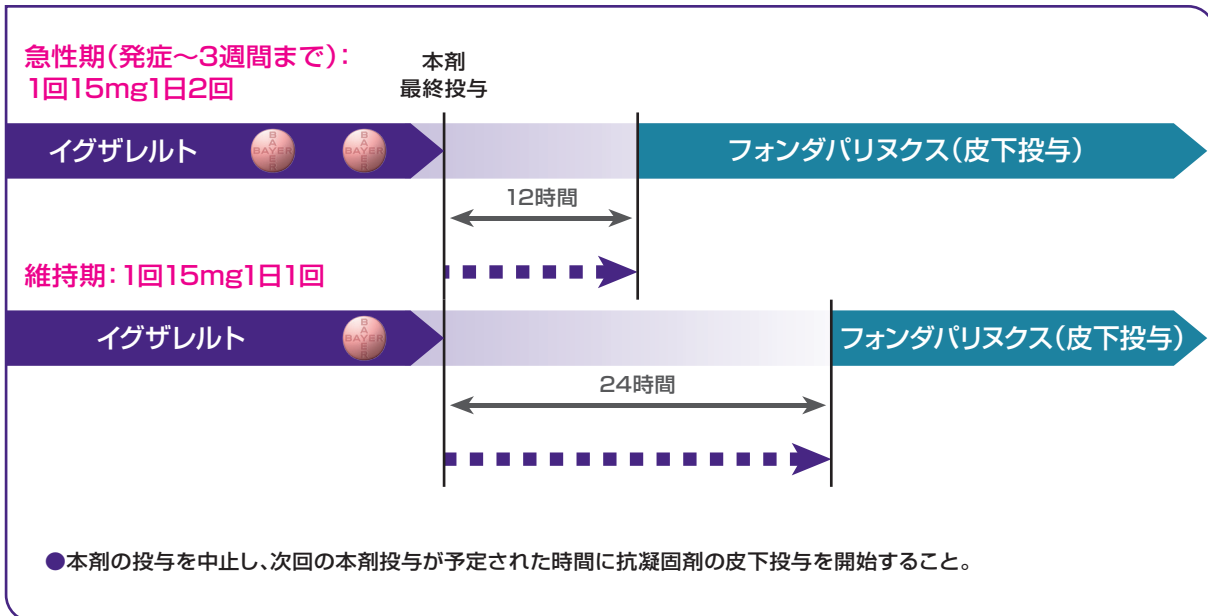 急性期（発症～3週間まで）：
1回15mg1日2回
本剤
最終投与
イグザレルト
BAYER
BAYER
BAYER
BAYER
フォンダパリヌクス（皮下投与）
12時間
維持期：1回15mg1日1回
イグザレルト
BAYER
BAYER
フォンダパリヌクス（皮下投与）
24時間
●本剤の投与を中止し、次回の本剤投与が予定された時間に抗凝固剤の皮下投与を開始すること。